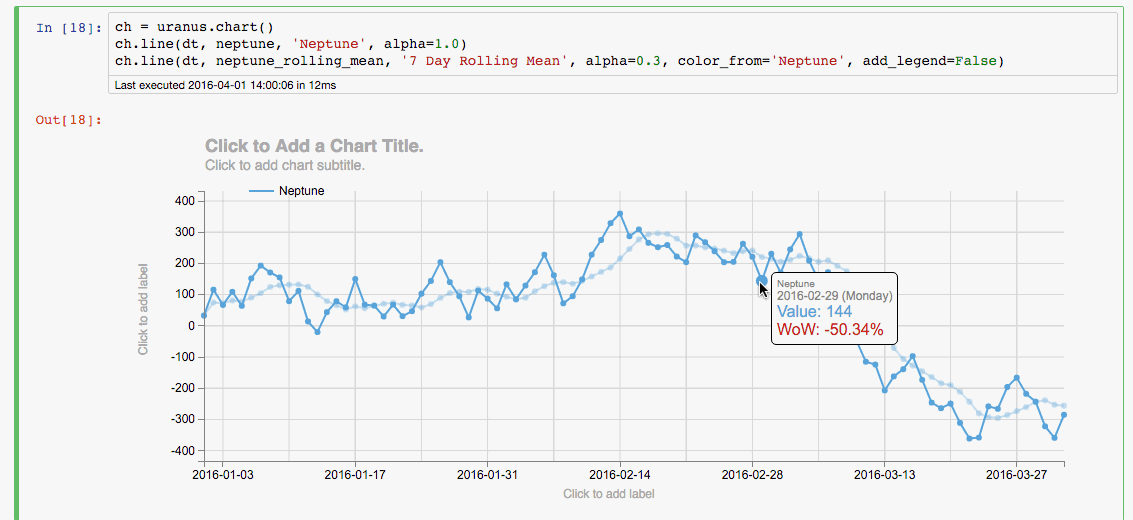 In [18]: ch = uranus.chart()
ch.line(dt, neptune, 'Neptune', alpha=1.0)
ch.line(dt, neptune_rolling_mean, '7 Day Rolling Mean', alpha=0.3, color_from='Neptune', add_legend=False)
Last executed 2016-04-01 14:00:06 in 12ms
Out[18]:
Click to Add a Chart Title.
Click to add chart subtitle.
Neptune
400
300
200
100
0
-100
-200
-300
-400
Click to add label
Neptune
2016-02-29 (Monday)
Value: 144
WoW: -50.34%
2016-01-03 2016-01-17 2016-01-31 2016-02-14 2016-02-28 2016-03-13 2016-03-27
Click to add label